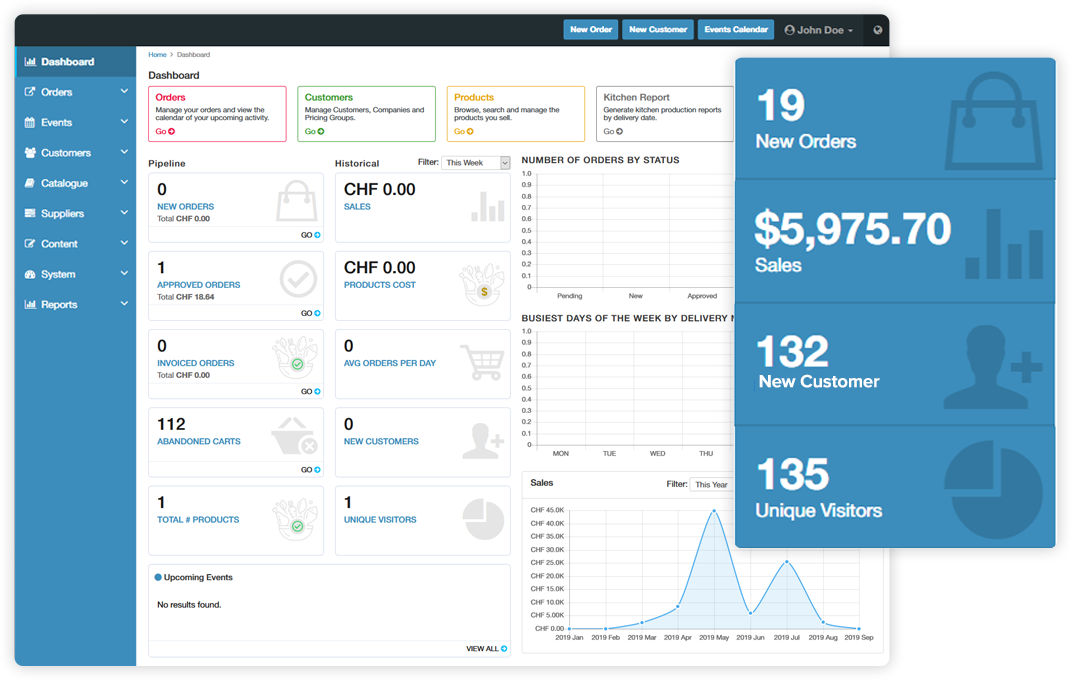 New Order
New Customer
Events Calendar
John Doe
Dashboard
Orders
Events
Customers
Catalogue
Suppliers
Content
System
Reports
Home > Dashboard
Dashboard
Orders
Manage your orders and view the
calendar of your upcoming activity.
Go
Customers
Manage Customers, Companies and
Pricing Groups.
Go
Products
Browse, search and manage the
products you sell.
Go
Kitchen Report
Generate kitchen production reports
by delivery date.
Go
Pipeline
0
NEW ORDERS
Total CHF 0.00
GO
1
APPROVED ORDERS
Total CHF 18.64
GO
0
INVOICED ORDERS
Total CHF 0.00
GO
112
ABANDONED CARTS
GO
1
TOTAL # PRODUCTS
Historical
Filter: This Week
CHF 0.00
SALES
CHF 0.00
PRODUCTS COST
$
0
AVG ORDERS PER DAY
0
NEW CUSTOMERS
1
UNIQUE VISITORS
Upcoming Events
No results found.
VIEW ALL
NUMBER OF ORDERS BY STATUS
1.0
0.9
0.8
0.7
0.6
0.5
0.4
0.3
0.2
0.1
0
Pending New Approved
BUSIEST DAYS OF THE WEEK BY DELIVERY
1.0
0.9
0.8
0.7
0.6
0.5
0.4
0.3
0.2
0.1
0
MON TUE WED THU
Sales
Filter: This Year
CHF 45.0K
CHF 40.0K
CHF 35.0K
CHF 30.0K
CHF 25.0K
CHF 20.0K
CHF 15.0K
CHF 10.0K
CHF 5.00K
CHF 0.00
2019 Jan 2019 Feb 2019 Mar 2019 Apr 2019 May 2019 Jun 2019 Jul 2019 Aug 2019 Sep
19
New Orders
$5,975.70
Sales
132
New Customer
135
Unique Visitors